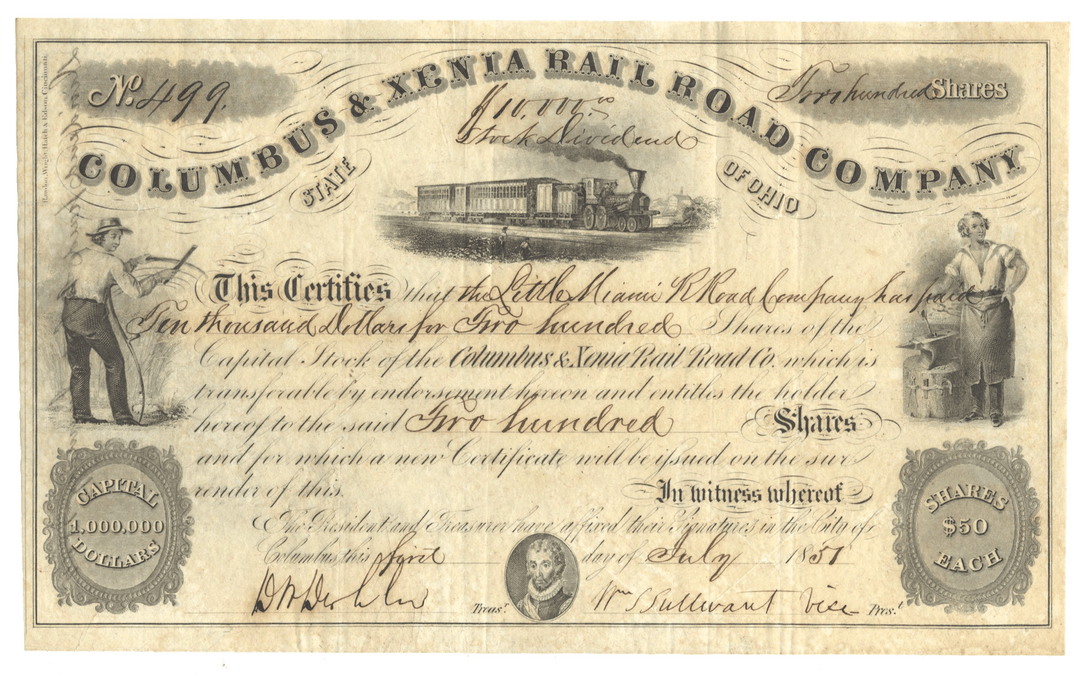 No. 499.
Two hundred Shares
COLUMBUS & XENIA RAIL ROAD COMPANY
$10,000.00
Stock Dividend
STATE OF OHIO
This Certifies that the Little Miami R Road Company has paid
Ten thousand Dollars for Two hundred Shares of the
Capital Stock of the Columbus & Xenia Rail Road Co. which is
transferable by endorsement hereon and entitles the holder
hereof to the said Two hundred Shares
and for which a new Certificate will be issued on the sur
render of this.
In witness whereof
The President and Treasurer have affixed their Signatures in the City of
Columbus this first day of July 1851
CAPITAL
1,000,000
DOLLARS
SHARES
$50
EACH
Treasr.
Wm S Sullivant Vice Prest.